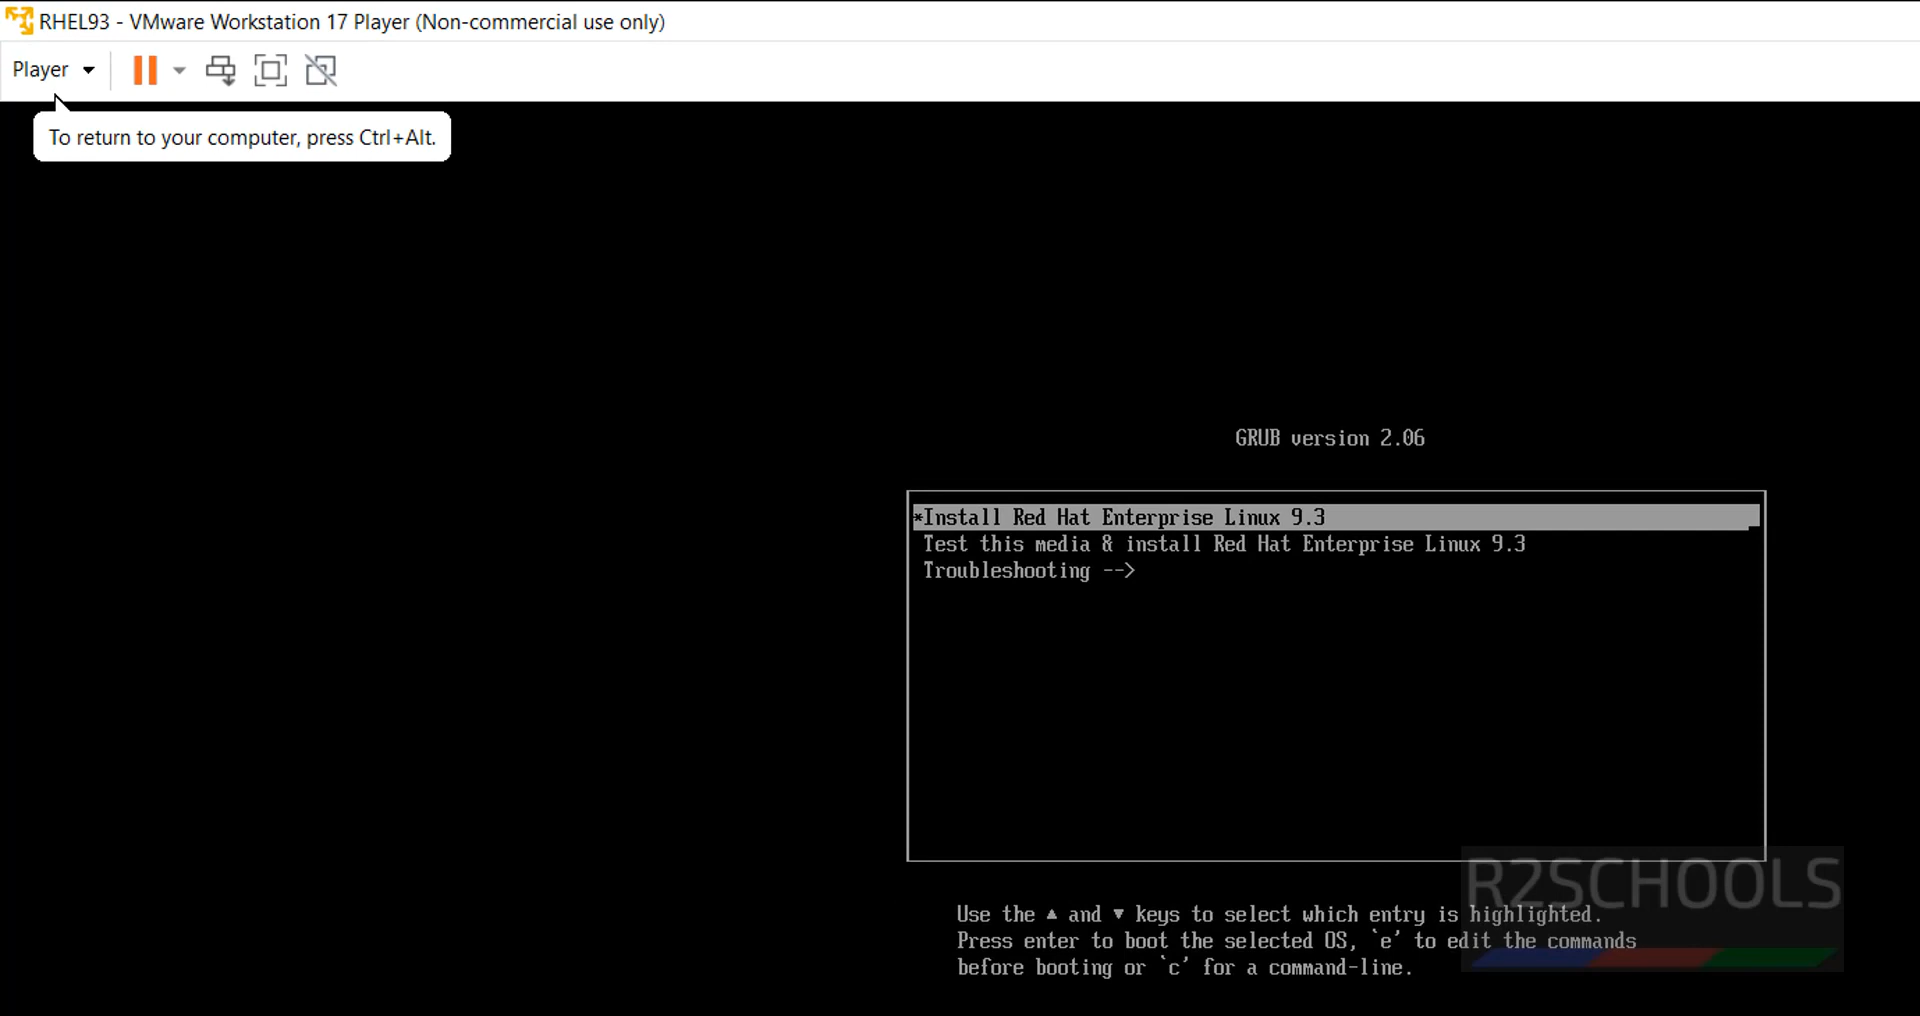 RHEL93 - VMware Workstation 17 Player (Non-commercial use only)
Player
To return to your computer, press Ctrl+Alt.
GRUB version 2.06
*Install Red Hat Enterprise Linux 9.3
Test this media & install Red Hat Enterprise Linux 9.3
Troubleshooting -->
R2SCHOOLS
Use the ▲ and ▼ keys to select which entry is highlighted.
Press enter to boot the selected OS, `e' to edit the commands
before booting or `c' for a command-line.